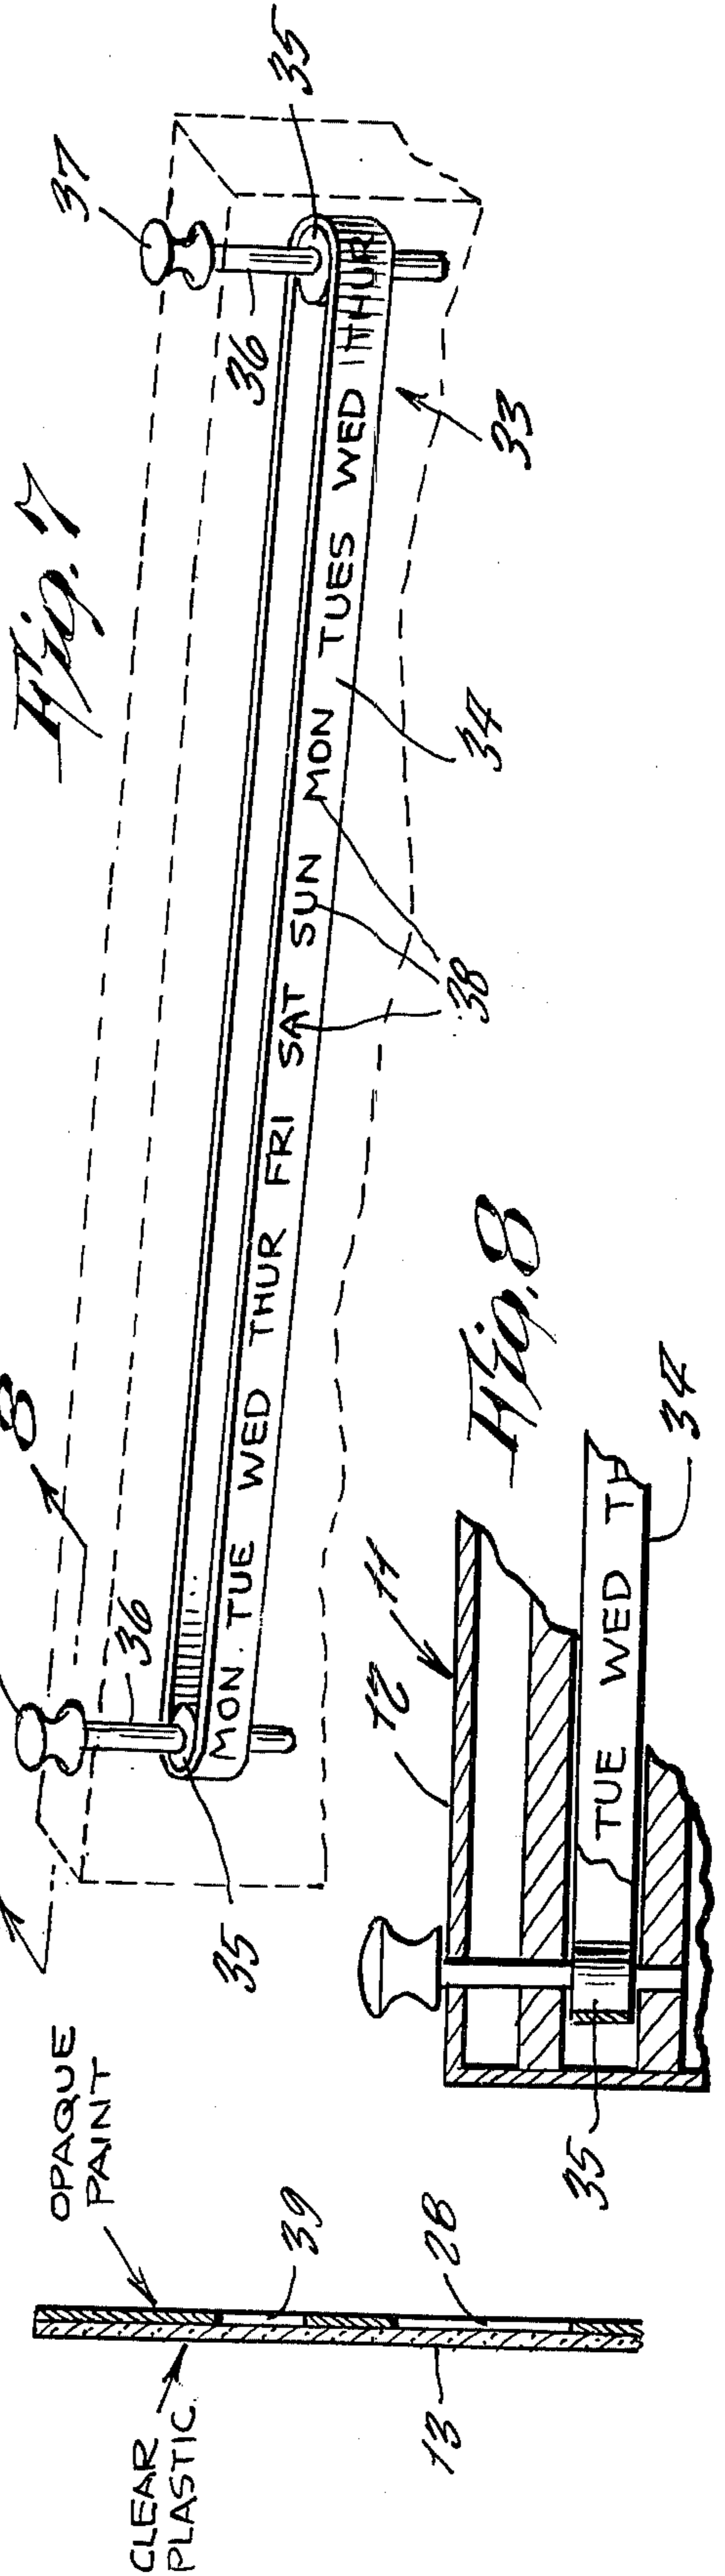 Fig. 7
37
35
36
36
8
35
MON TUE WED THUR FRI SAT SUN MON TUES WED THUR
33
34
38
OPAQUE
PAINT
CLEAR
PLASTIC
39
28
13
Fig. 8
12
11
35
TUE WED TH
34